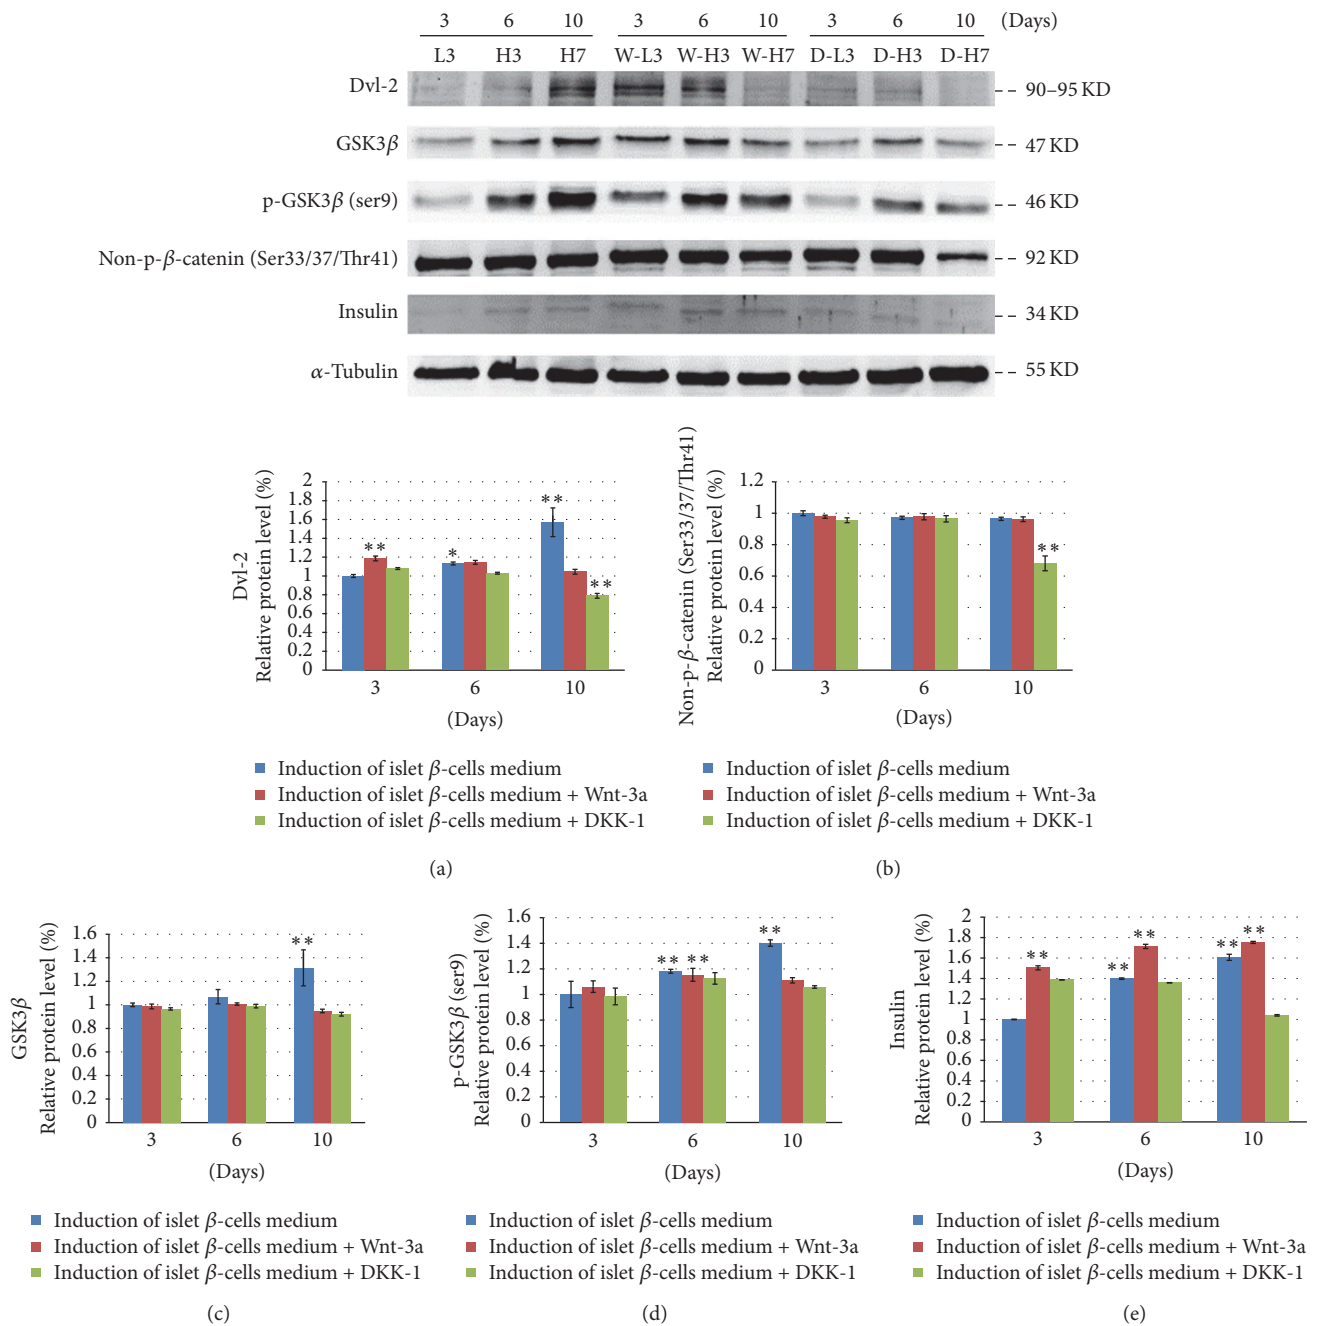 3 6 10 3 6 10 3 6 10 (Days)
L3 H3 H7 W-L3 W-H3 W-H7 D-L3 D-H3 D-H7
Dvl-2 90–95 KD
GSK3β 47 KD
p-GSK3β (ser9) 46 KD
Non-p-β-catenin (Ser33/37/Thr41) 92 KD
Insulin 34 KD
α-Tubulin 55 KD
Dvl-2
Relative protein level (%)
2
1.8
1.6
1.4
1.2
1
0.8
0.6
0.4
0.2
0
**
*
**
**
3 6 10
(Days)
Induction of islet β-cells medium
Induction of islet β-cells medium + Wnt-3a
Induction of islet β-cells medium + DKK-1
(a)
Non-p-β-catenin (Ser33/37/Thr41)
Relative protein level (%)
1.2
1
0.8
0.6
0.4
0.2
0
**
3 6 10
(Days)
Induction of islet β-cells medium
Induction of islet β-cells medium + Wnt-3a
Induction of islet β-cells medium + DKK-1
(b)
GSK3β
Relative protein level (%)
1.6
1.4
1.2
1
0.8
0.6
0.4
0.2
0
**
3 6 10
(Days)
Induction of islet β-cells medium
Induction of islet β-cells medium + Wnt-3a
Induction of islet β-cells medium + DKK-1
(c)
p-GSK3β (ser9)
Relative protein level (%)
1.6
1.4
1.2
1
0.8
0.6
0.4
0.2
0
** **
**
3 6 10
(Days)
Induction of islet β-cells medium
Induction of islet β-cells medium + Wnt-3a
Induction of islet β-cells medium + DKK-1
(d)
Insulin
Relative protein level (%)
2
1.8
1.6
1.4
1.2
1
0.8
0.6
0.4
0.2
0
**
**
**
**
**
3 6 10
(Days)
Induction of islet β-cells medium
Induction of islet β-cells medium + Wnt-3a
Induction of islet β-cells medium + DKK-1
(e)